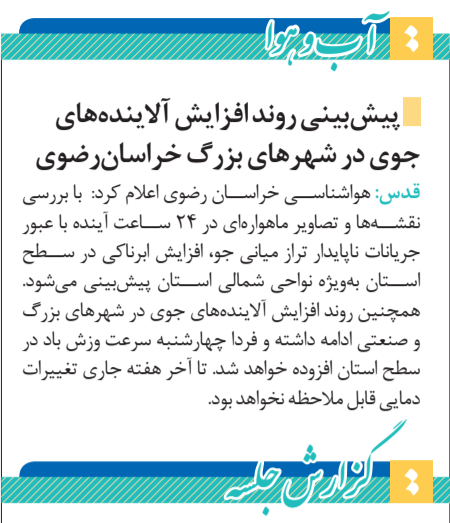 آب و هوا
پیش‌بینی روند افزایش آلاینده‌های
جوی در شهرهای بزرگ خراسان‌رضوی
قدس: هواشناسی خراسان رضوی اعلام کرد: با بررسی
نقشه‌ها و تصاویر ماهواره‌ای در ۲۴ ساعت آینده با عبور
جریانات ناپایدار تراز میانی جو، افزایش ابرناکی در سطح
استان به‌ویژه نواحی شمالی استان پیش‌بینی می‌شود.
همچنین روند افزایش آلاینده‌های جوی در شهرهای بزرگ
و صنعتی ادامه داشته و فردا چهارشنبه سرعت وزش باد در
سطح استان افزوده خواهد شد. تا آخر هفته جاری تغییرات
دمایی قابل ملاحظه نخواهد بود.
گزارش جلسه